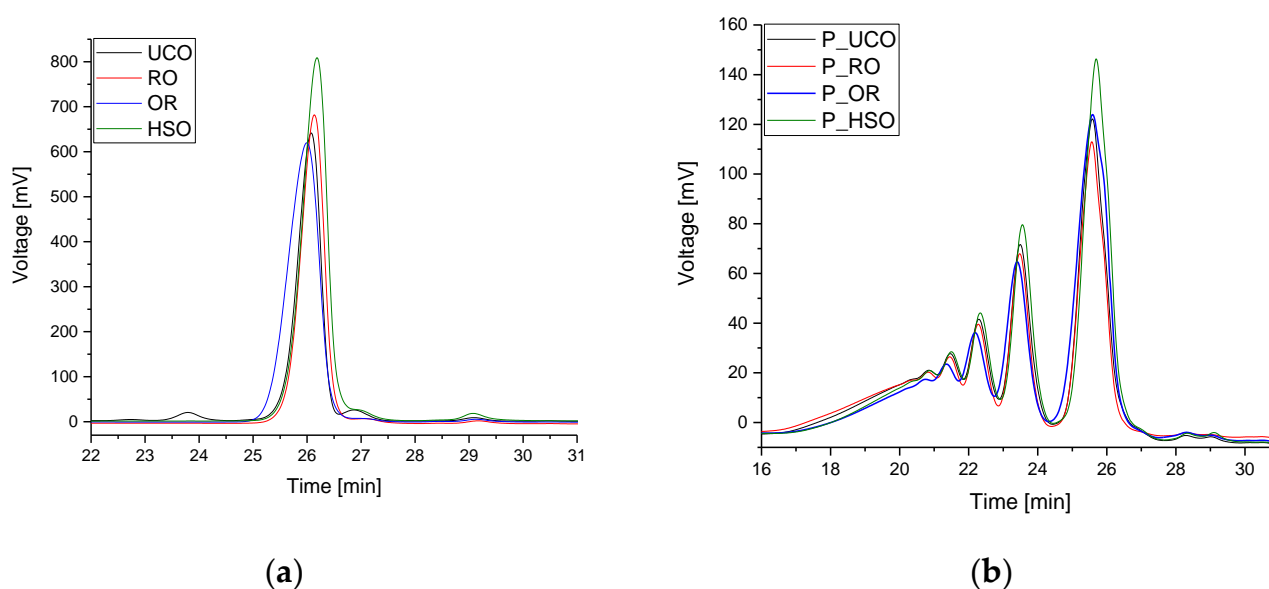 UCO
RO
OR
HSO
800
700
600
500
400
300
200
100
0
Voltage [mV]
22 23 24 25 26 27 28 29 30 31
Time [min]
(a)
P_UCO
P_RO
P_OR
P_HSO
160
140
120
100
80
60
40
20
0
Voltage [mV]
16 18 20 22 24 26 28 30
Time [min]
(b)